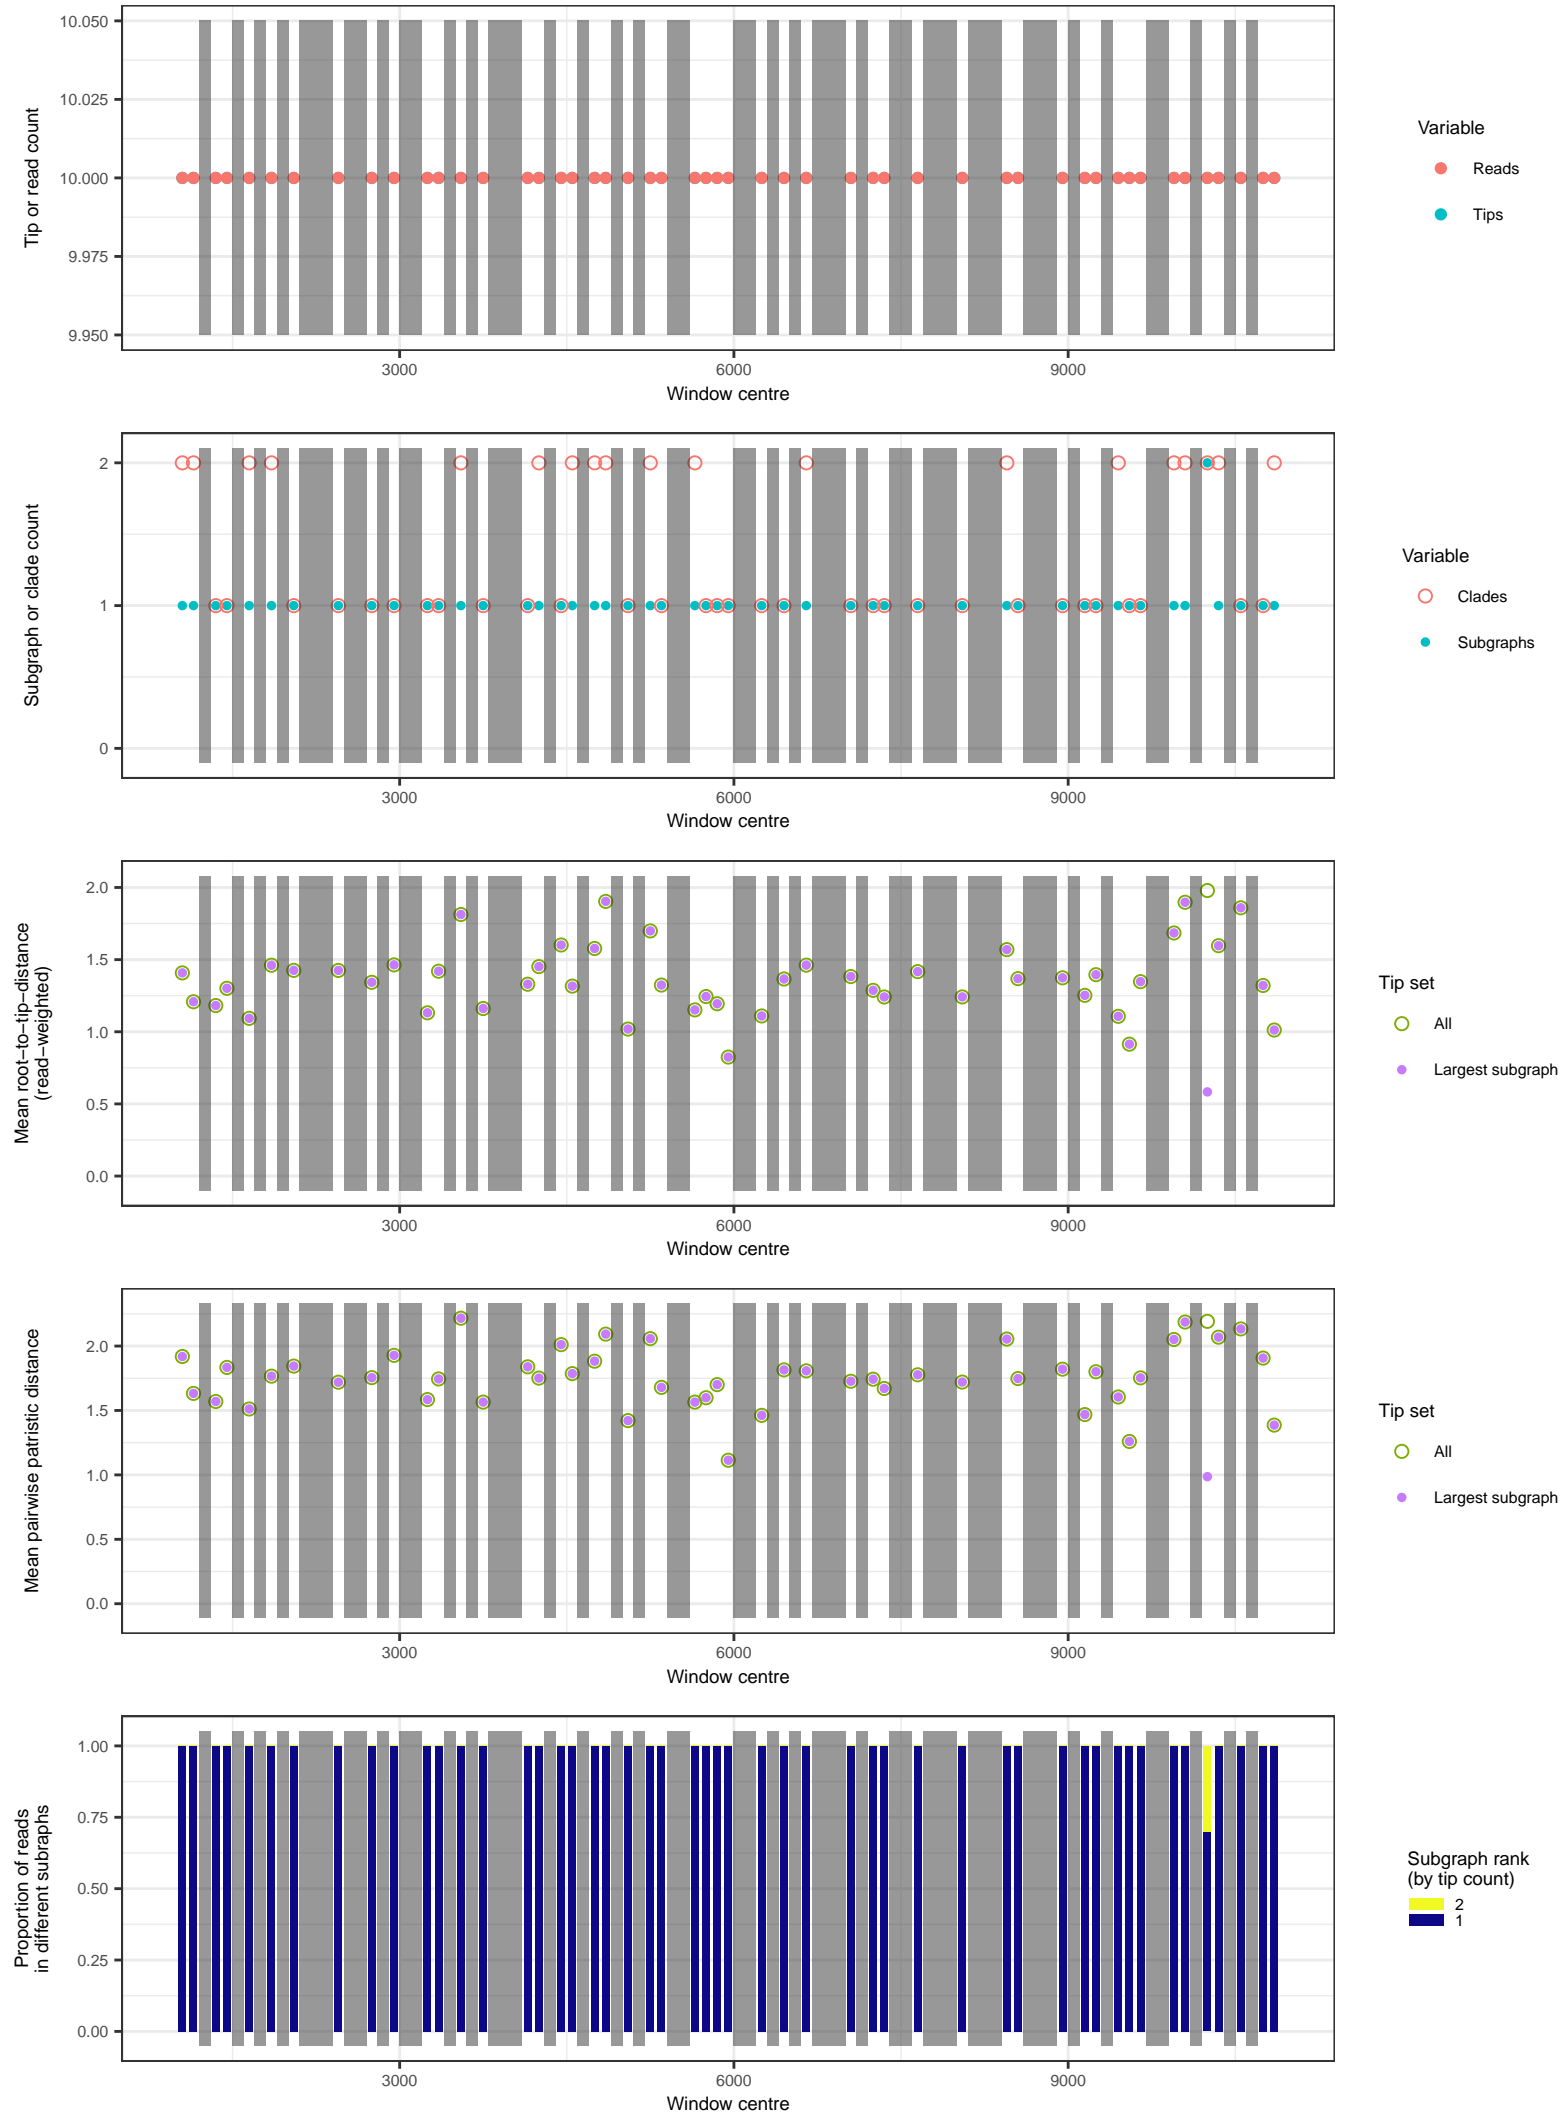 10.050
10.025
10.000
9.975
9.950
Tip or read count
3000
6000
9000
Window centre
Variable
Reads
Tips
2
1
0
Subgraph or clade count
3000
6000
9000
Window centre
Variable
Clades
Subgraphs
2.0
1.5
1.0
0.5
0.0
Mean root−to−tip−distance
(read−weighted)
3000
6000
9000
Window centre
Tip set
All
Largest subgraph
2.0
1.5
1.0
0.5
0.0
Mean pairwise patristic distance
3000
6000
9000
Window centre
Tip set
All
Largest subgraph
1.00
0.75
0.50
0.25
0.00
Proportion of reads
in different subraphs
3000
6000
9000
Window centre
Subgraph rank
(by tip count)
2
1